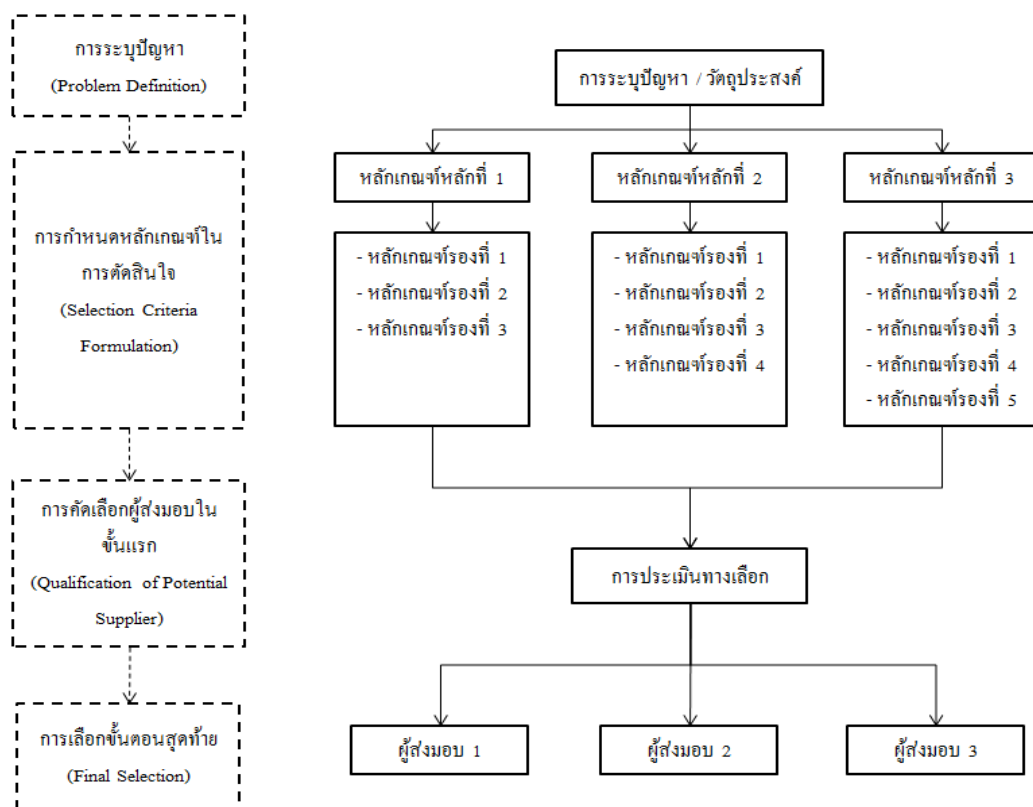 การระบุปัญหา
(Problem Definition)
การกำหนดหลักเกณฑ์ใน
การตัดสินใจ
(Selection Criteria
Formulation)
การคัดเลือกผู้ส่งมอบใน
ขั้นแรก
(Qualification of Potential
Supplier)
การเลือกขั้นตอนสุดท้าย
(Final Selection)
การระบุปัญหา / วัตถุประสงค์
หลักเกณฑ์หลักที่ 1
หลักเกณฑ์หลักที่ 2
หลักเกณฑ์หลักที่ 3
- หลักเกณฑ์รองที่ 1
- หลักเกณฑ์รองที่ 2
- หลักเกณฑ์รองที่ 3
- หลักเกณฑ์รองที่ 1
- หลักเกณฑ์รองที่ 2
- หลักเกณฑ์รองที่ 3
- หลักเกณฑ์รองที่ 4
- หลักเกณฑ์รองที่ 1
- หลักเกณฑ์รองที่ 2
- หลักเกณฑ์รองที่ 3
- หลักเกณฑ์รองที่ 4
- หลักเกณฑ์รองที่ 5
การประเมินทางเลือก
ผู้ส่งมอบ 1
ผู้ส่งมอบ 2
ผู้ส่งมอบ 3